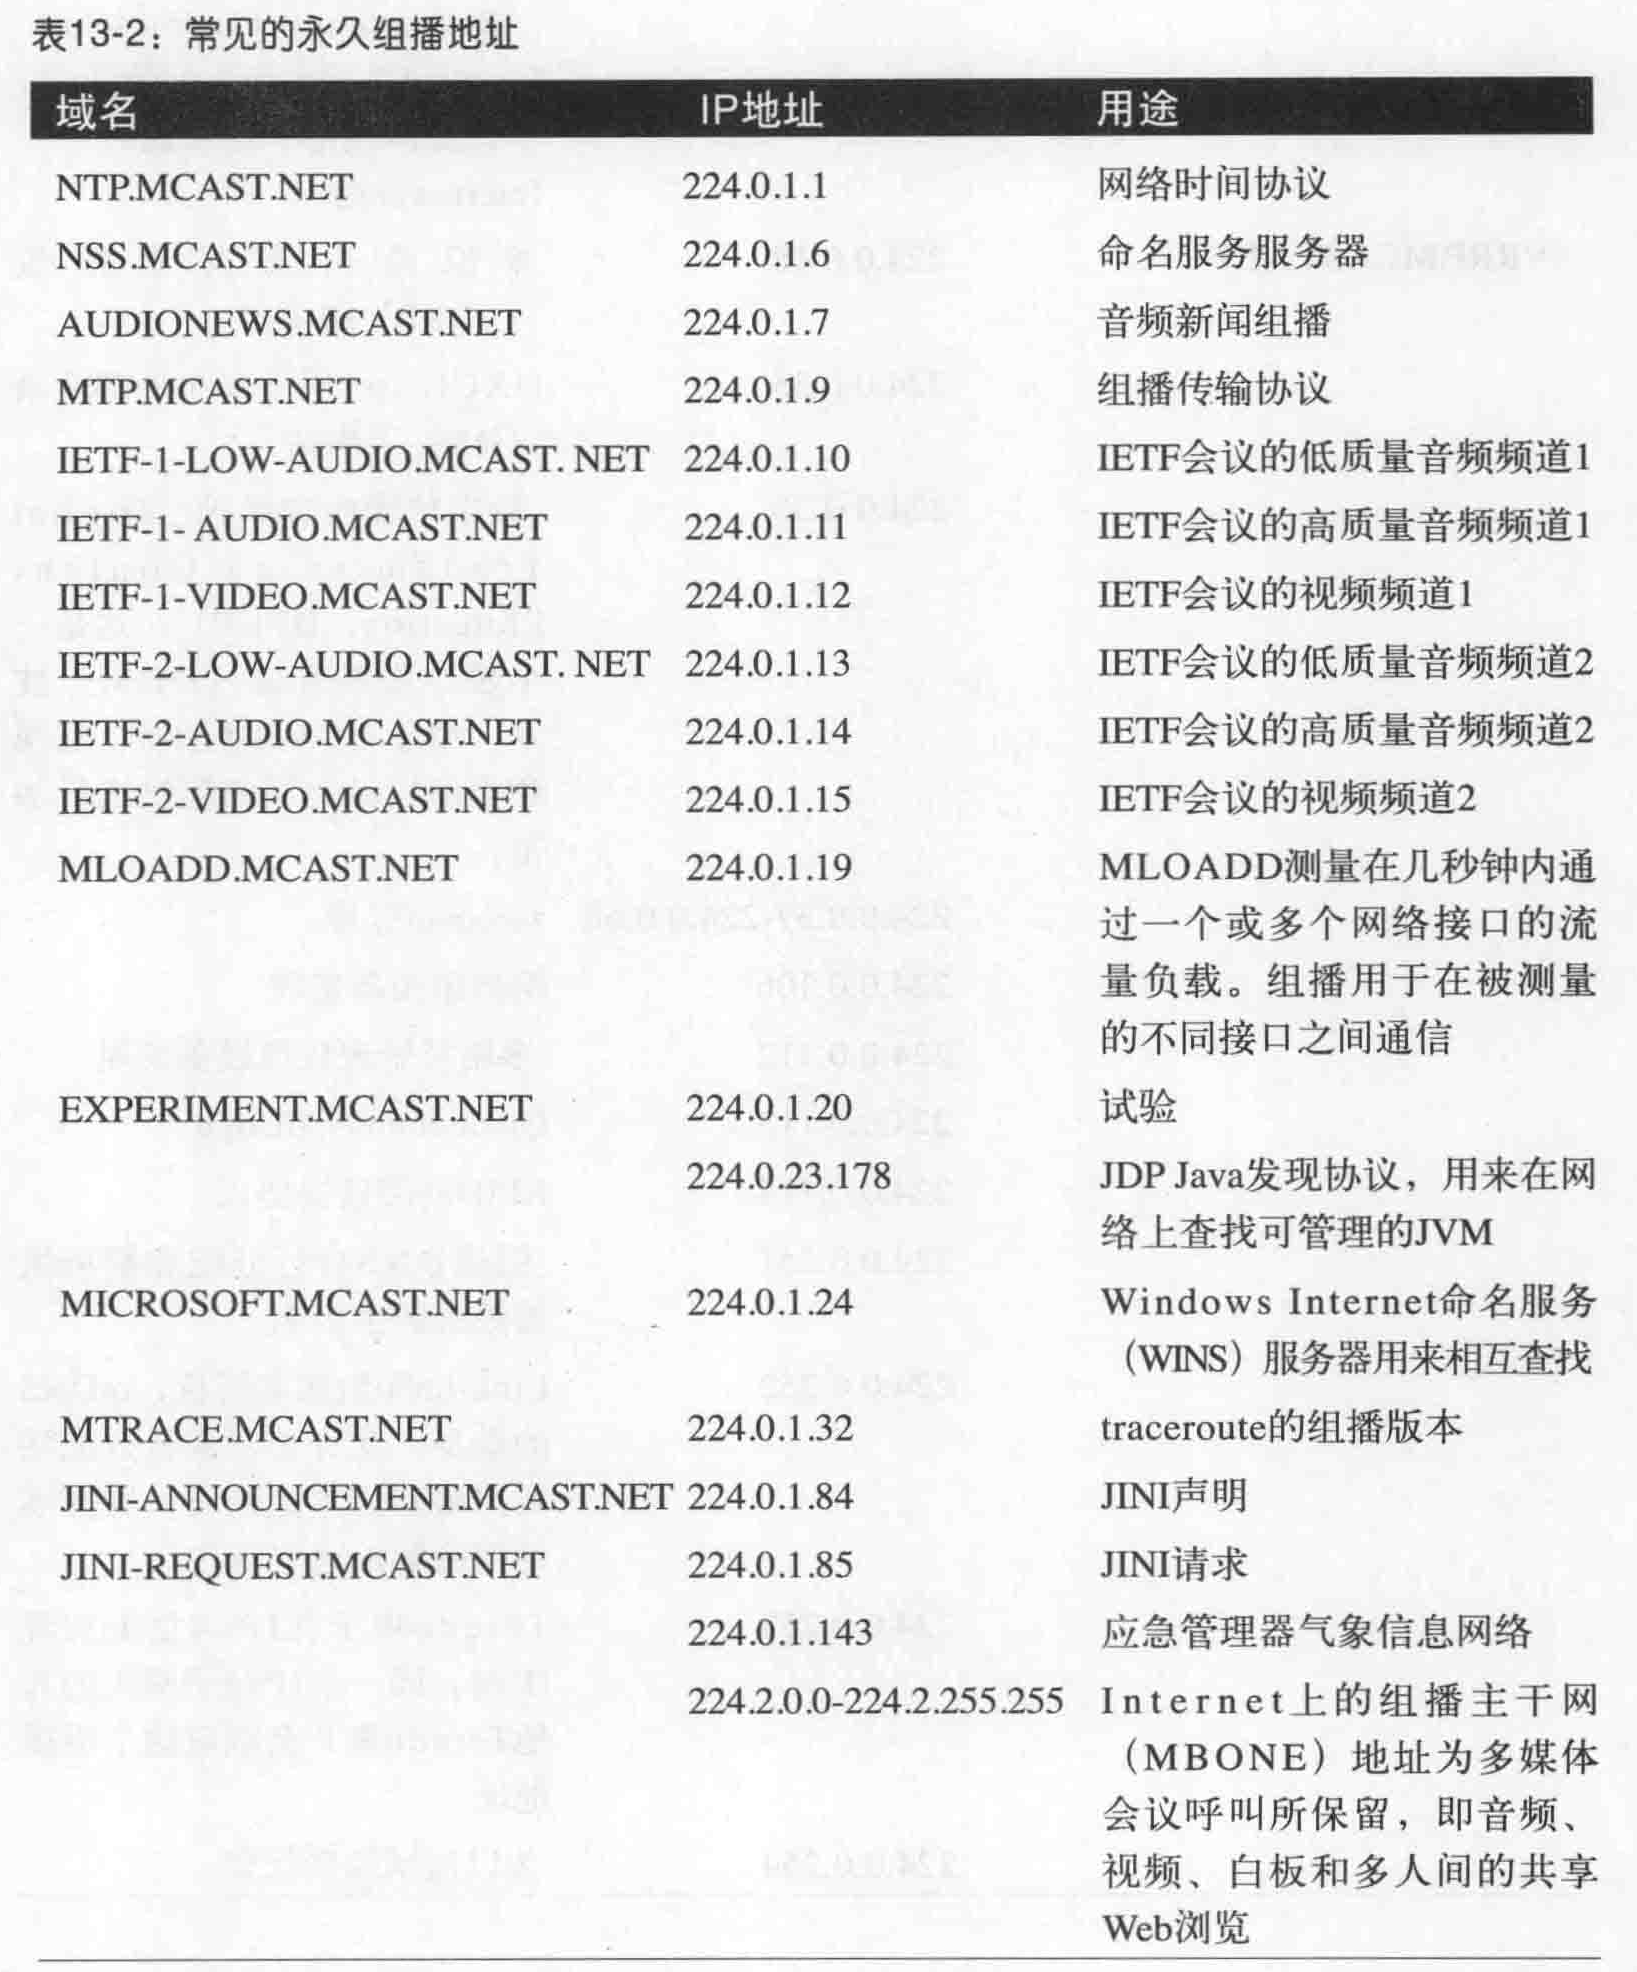 表13-2：常见的永久组播地址
域名 IP地址 用途
NTP.MCAST.NET 224.0.1.1 网络时间协议
NSS.MCAST.NET 224.0.1.6 命名服务服务器
AUDIONEWS.MCAST.NET 224.0.1.7 音频新闻组播
MTP.MCAST.NET 224.0.1.9 组播传输协议
IETF-1-LOW-AUDIO.MCAST. NET 224.0.1.10 IETF会议的低质量音频频道1
IETF-1- AUDIO.MCAST.NET 224.0.1.11 IETF会议的高质量音频频道1
IETF-1-VIDEO.MCAST.NET 224.0.1.12 IETF会议的视频频道1
IETF-2-LOW-AUDIO.MCAST. NET 224.0.1.13 IETF会议的低质量音频频道2
IETF-2-AUDIO.MCAST.NET 224.0.1.14 IETF会议的高质量音频频道2
IETF-2-VIDEO.MCAST.NET 224.0.1.15 IETF会议的视频频道2
MLOADD.MCAST.NET 224.0.1.19 MLOADD测量在几秒钟内通
过一个或多个网络接口的流
量负载。组播用于在被测量
的不同接口之间通信
EXPERIMENT.MCAST.NET 224.0.1.20 试验
224.0.23.178 JDP Java发现协议，用来在网
络上查找可管理的JVM
MICROSOFT.MCAST.NET 224.0.1.24 Windows Internet命名服务
（WINS）服务器用来相互查找
MTRACE.MCAST.NET 224.0.1.32 traceroute的组播版本
JINI-ANNOUNCEMENT.MCAST.NET 224.0.1.84 JINI声明
JINI-REQUEST.MCAST.NET 224.0.1.85 JINI请求
224.0.1.143 应急管理器气象信息网络
224.2.0.0-224.2.255.255 Internet上的组播主干网
（MBONE）地址为多媒体
会议呼叫所保留，即音频、
视频、白板和多人间的共享
Web浏览